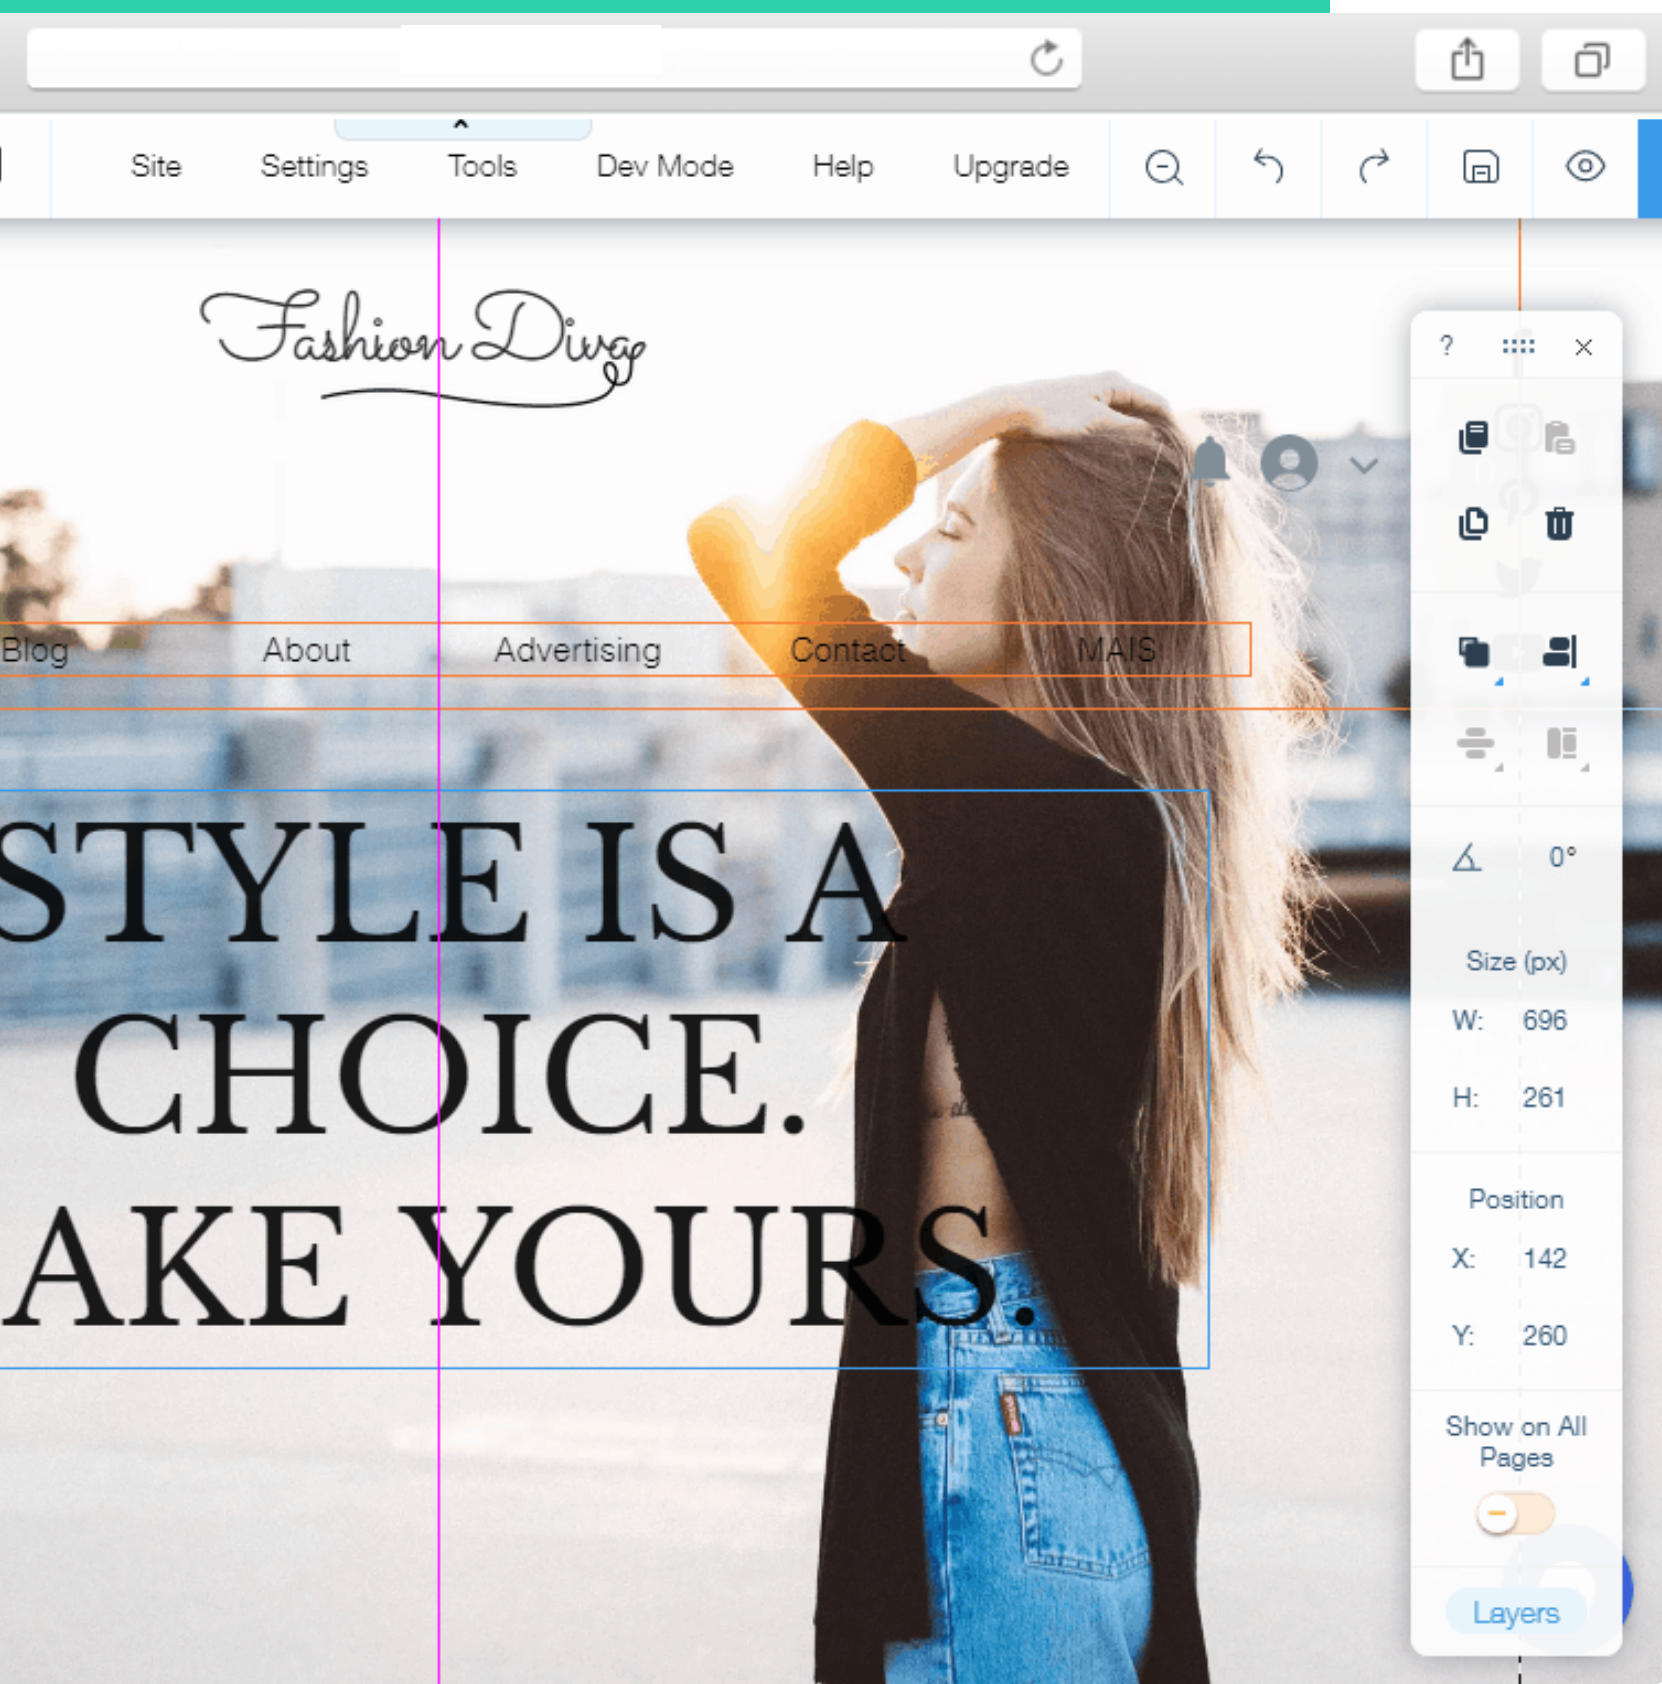 Site Settings Tools Dev Mode Help Upgrade
Fashion Diva
Blog About Advertising Contact MAIS
STYLE IS A
CHOICE.
AKE YOURS.
?
0°
Size (px)
W: 696
H: 261
Position
X: 142
Y: 260
Show on All
Pages
Layers